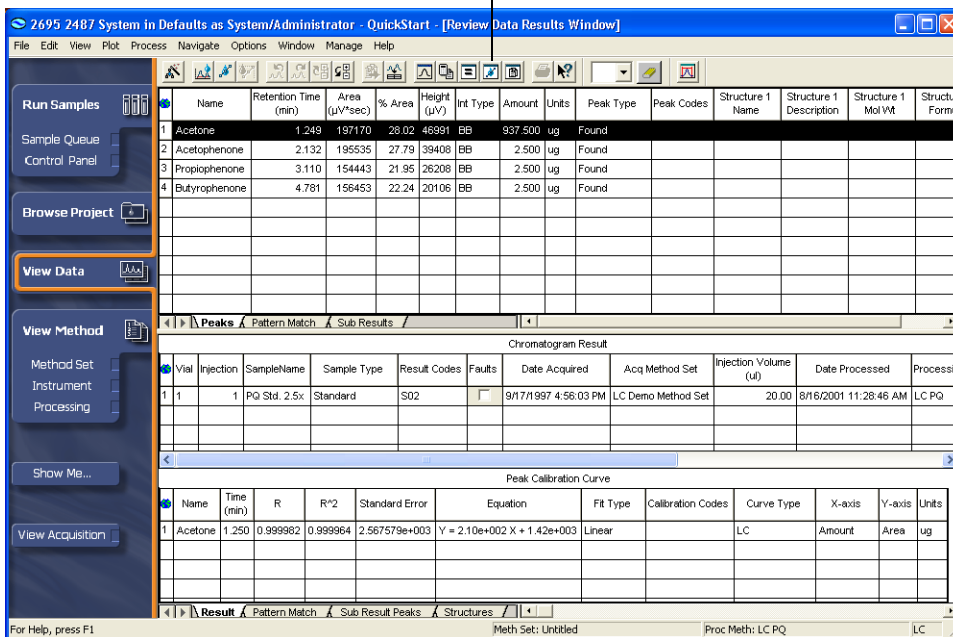 2695 2487 System in Defaults as System/Administrator - QuickStart - [Review Data Results Window]
File Edit View Plot Process Navigate Options Window Manage Help
Run Samples
Sample Queue
Control Panel
Browse Project
View Data
View Method
Method Set
Instrument
Processing
Show Me...
View Acquisition
Name Retention Time (min) Area (µV*sec) % Area Height (µV) Int Type Amount Units Peak Type Peak Codes Structure 1 Name Structure 1 Description Structure 1 Mol Wt Structu Form
1 Acetone 1.249 197170 28.02 46991 BB 937.500 ug Found
2 Acetophenone 2.132 195535 27.79 39408 BB 2.500 ug Found
3 Propiophenone 3.110 154443 21.95 26208 BB 2.500 ug Found
4 Butyrophenone 4.781 156453 22.24 20106 BB 2.500 ug Found
Peaks Pattern Match Sub Results
Chromatogram Result
Vial Injection SampleName Sample Type Result Codes Faults Date Acquired Acq Method Set Injection Volume (ul) Date Processed Processi
1 1 1 PQ Std. 2.5x Standard S02 9/17/1997 4:56:03 PM LC Demo Method Set 20.00 8/16/2001 11:28:46 AM LC PQ
Peak Calibration Curve
Name Time (min) R R^2 Standard Error Equation Fit Type Calibration Codes Curve Type X-axis Y-axis Units
1 Acetone 1.250 0.999982 0.999964 2.567579e+003 Y = 2.10e+002 X + 1.42e+003 Linear LC Amount Area ug
Result Pattern Match Sub Result Peaks Structures
For Help, press F1 Meth Set: Untitled Proc Meth: LC PQ LC